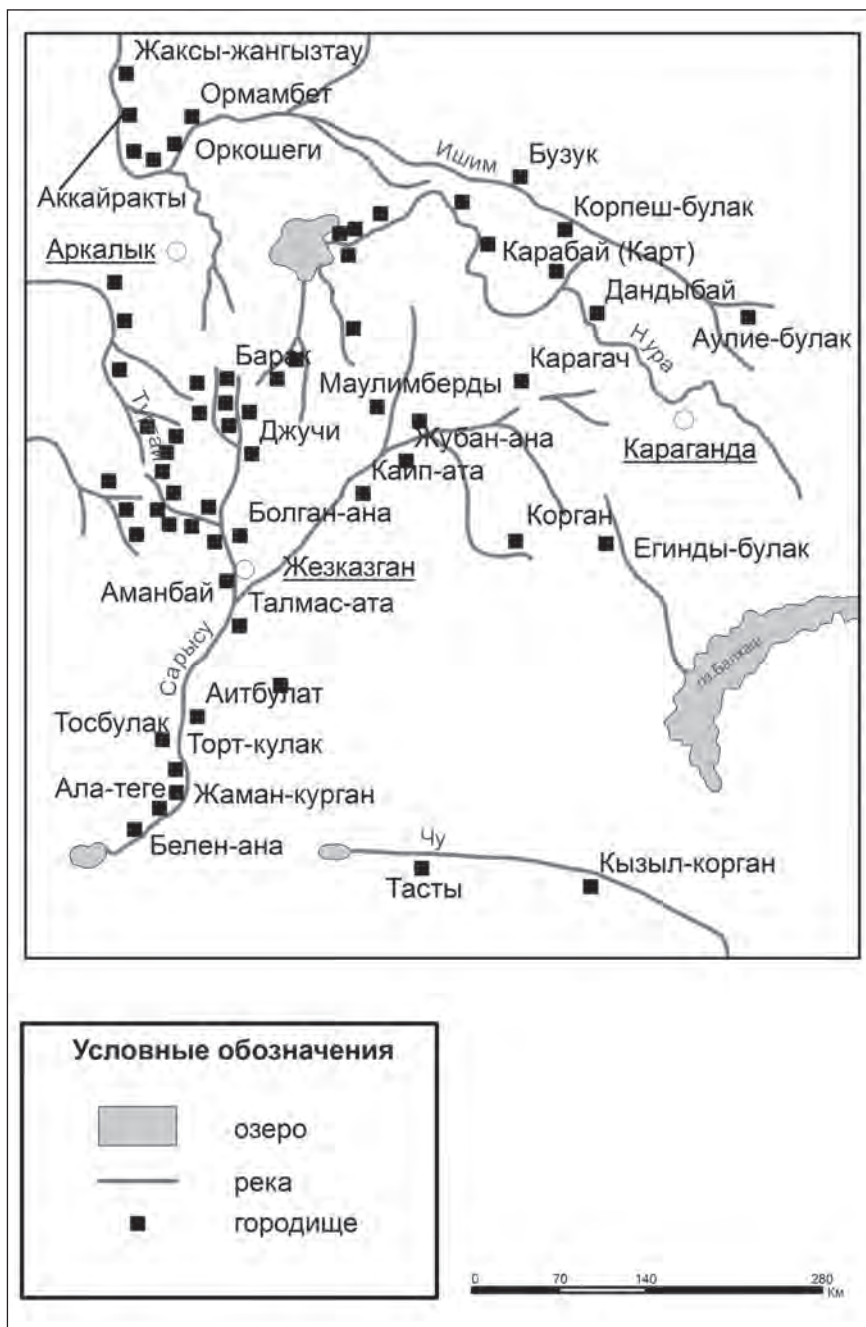 Жаксы-жангызтау
Ормамбет
Оркошеги
Ишим
Бузук
Аккайракты
Корпеш-булак
Аркалык
Карабай (Карт)
Дандыбай
Нура
Аулие-булак
Барак
Карагач
Маулимберды
Тургай
Джучи
Жубан-ана
Караганда
Каип-ата
Болган-ана
Корган
Егинды-булак
Жезказган
Аманбай
Талмас-ата
Сарысу
оз.Балхаш
Аитбулат
Тосбулак
Торт-кулак
Ала-теге
Жаман-курган
Белен-ана
Чу
Кызыл-корган
Тасты
Условные обозначения
озеро
река
городище
0 70 140 280
Км